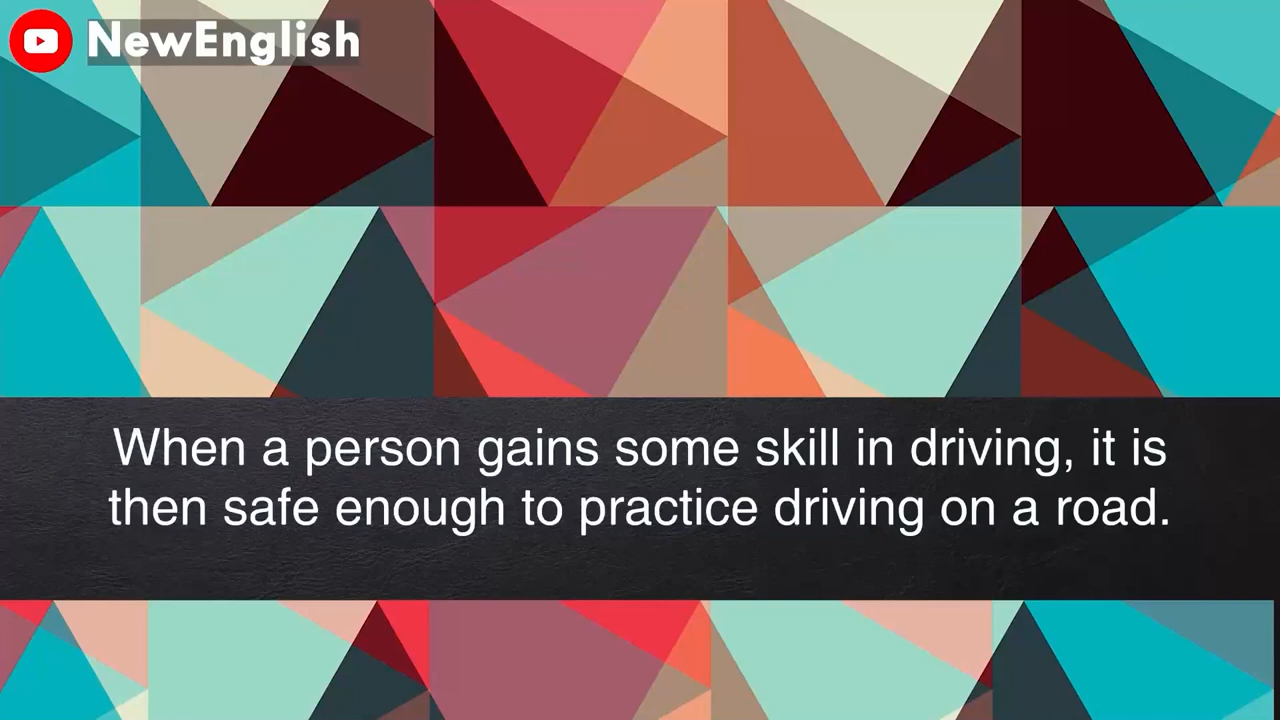 NewEnglish
When a person gains some skill in driving, it is
then safe enough to practice driving on a road.